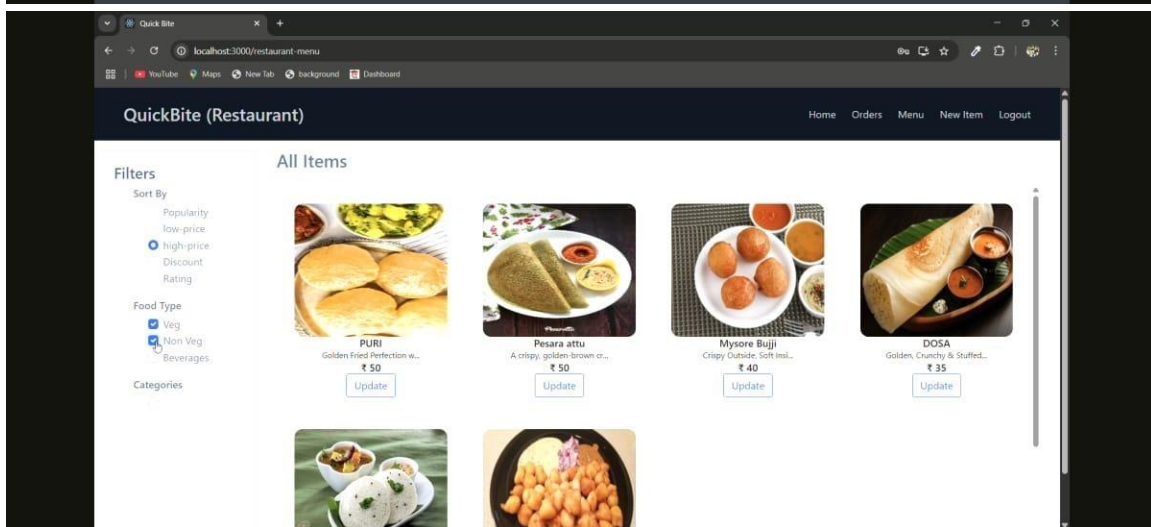 Quick Bite
localhost:3000/restaurant-menu
YouTube Maps New Tab background Dashboard
QuickBite (Restaurant)
Home Orders Menu New Item Logout
Filters
Sort By
Popularity
low-price
high-price
Discount
Rating
Food Type
Veg
Non Veg
Beverages
Categories
All Items
PURI
Golden Fried Perfection w...
₹ 50
Update
Pesara attu
A crispy, golden-brown cr...
₹ 50
Update
Mysore Bujji
Crispy Outside, Soft Insi...
₹ 40
Update
DOSA
Golden, Crunchy & Stuffed...
₹ 35
Update